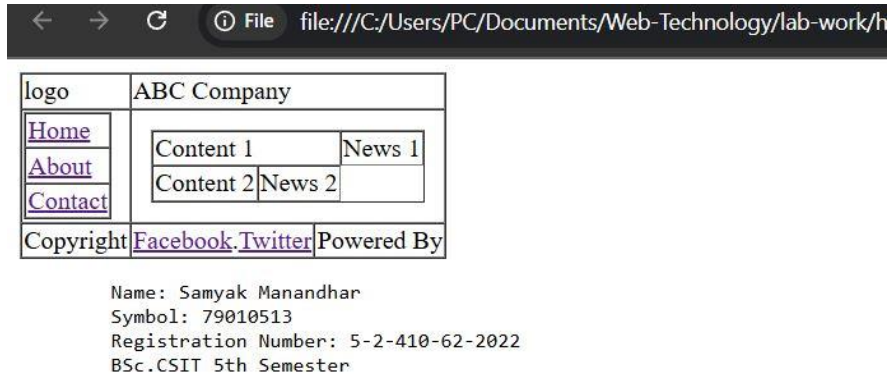 File file:///C:/Users/PC/Documents/Web-Technology/lab-work/h
logo ABC Company
Home
About
Contact
Content 1 News 1
Content 2 News 2
Copyright Facebook.Twitter Powered By
Name: Samyak Manandhar
Symbol: 79010513
Registration Number: 5-2-410-62-2022
BSc.CSIT 5th Semester